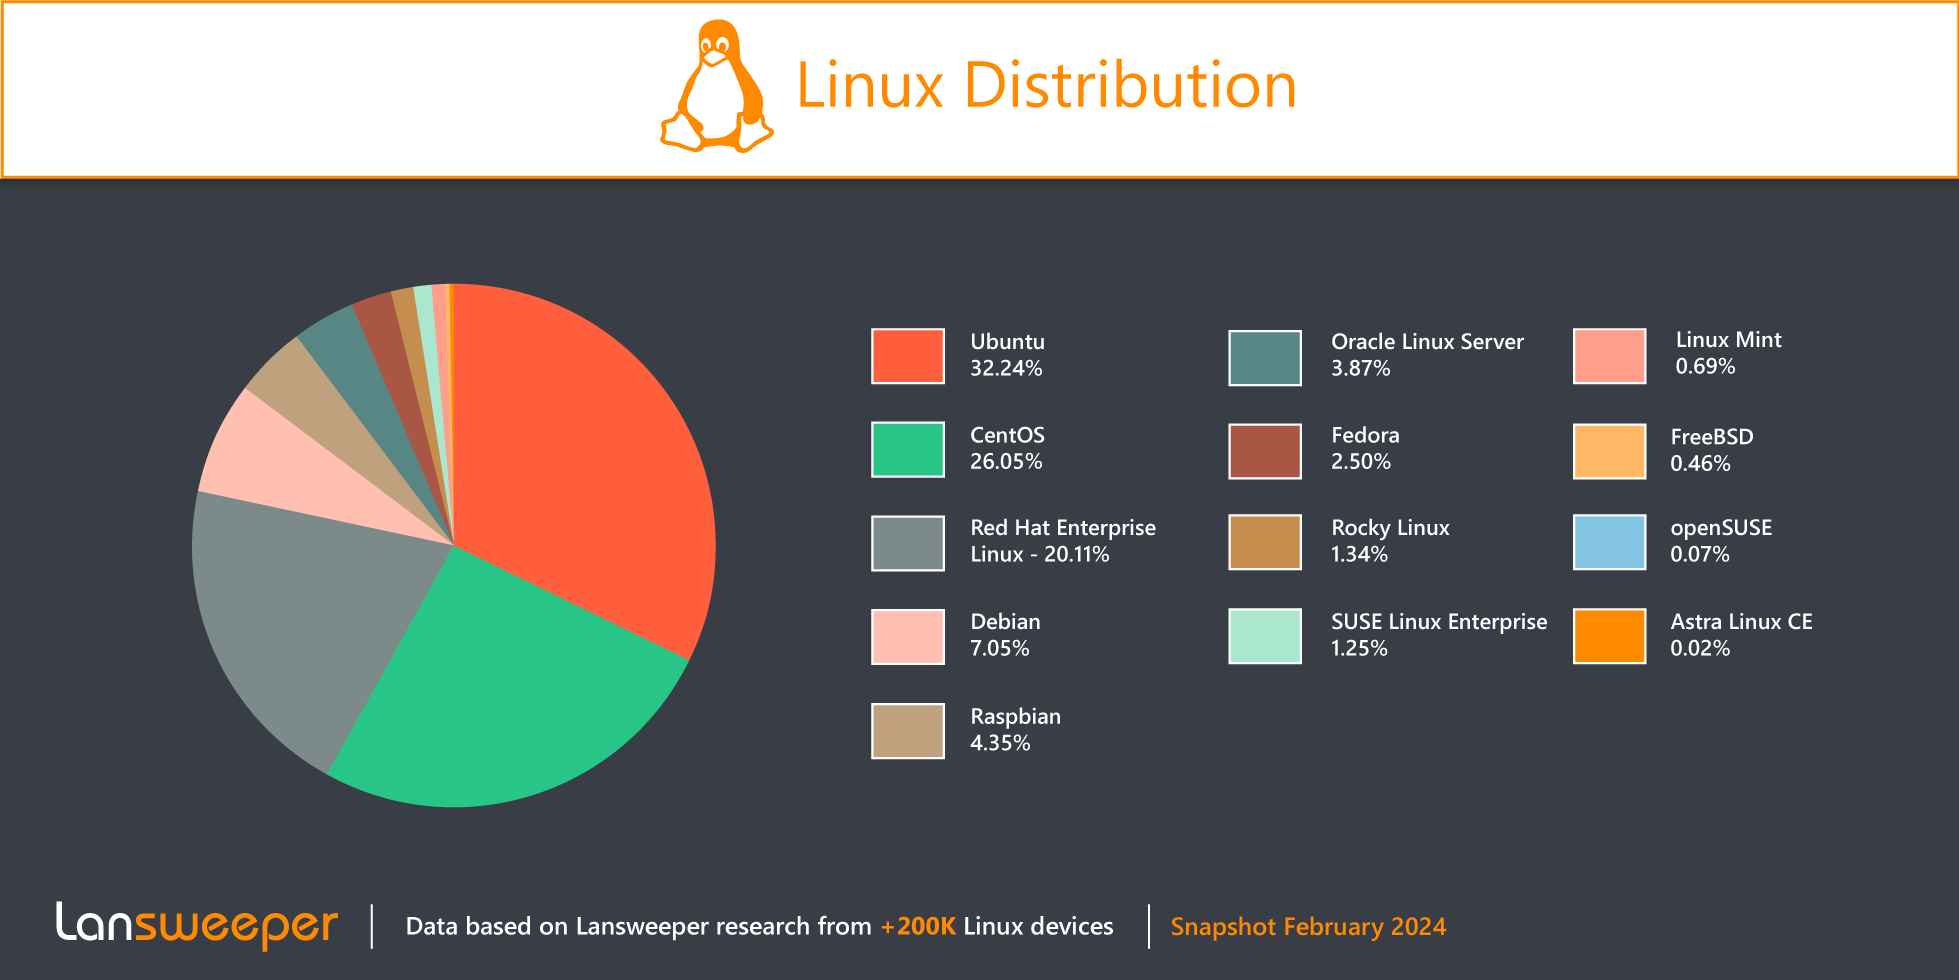 Linux Distribution
Ubuntu
32.24%
CentOS
26.05%
Red Hat Enterprise
Linux - 20.11%
Debian
7.05%
Raspbian
4.35%
Oracle Linux Server
3.87%
Fedora
2.50%
Rocky Linux
1.34%
SUSE Linux Enterprise
1.25%
Linux Mint
0.69%
FreeBSD
0.46%
openSUSE
0.07%
Astra Linux CE
0.02%
Lansweeper
Data based on Lansweeper research from +200K Linux devices
Snapshot February 2024